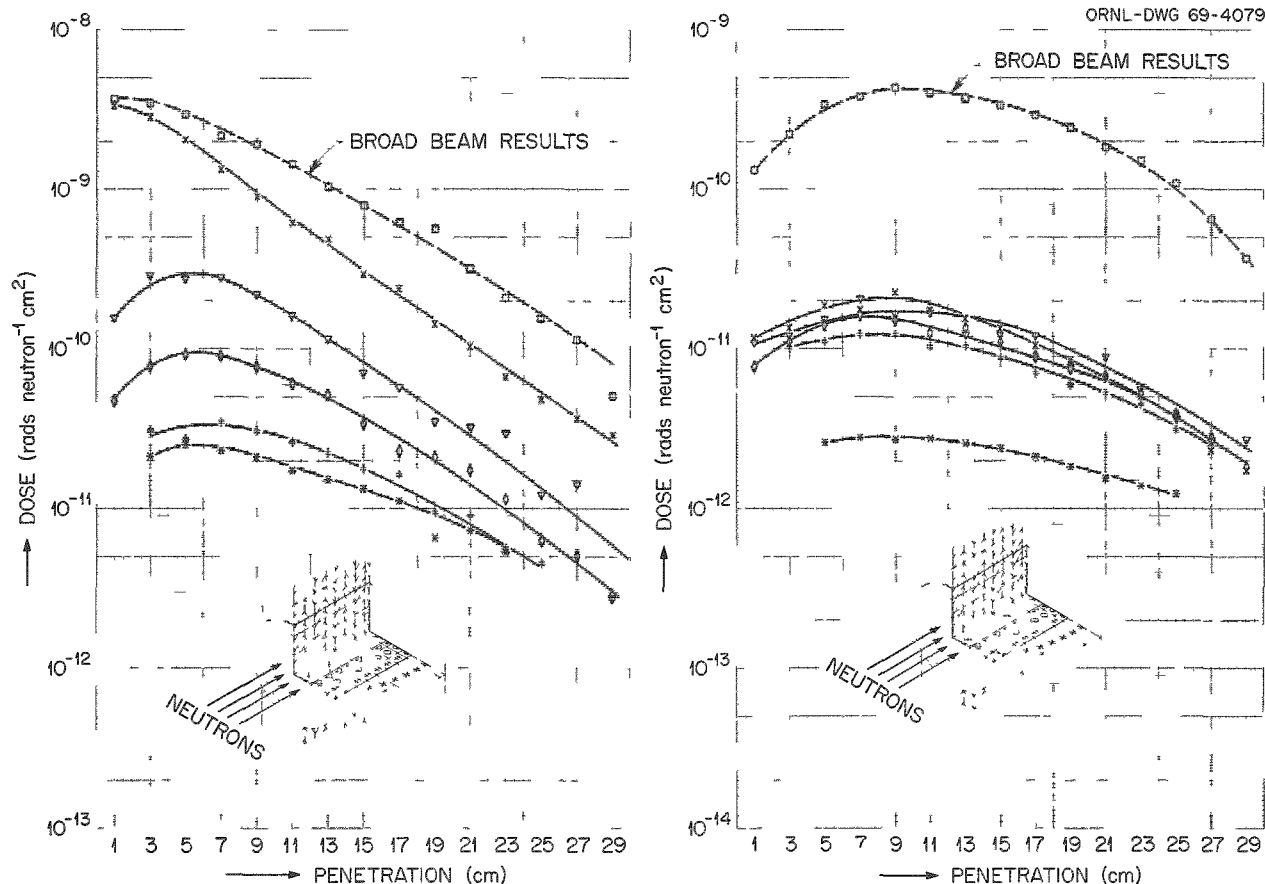 ORNL-DWG 69-4079
10⁻⁸
10⁻⁹
10⁻¹⁰
10⁻¹¹
10⁻¹²
10⁻¹³
DOSE (rads neutron⁻¹ cm²)
BROAD BEAM RESULTS
NEUTRONS
1 3 5 7 9 11 13 15 17 19 21 23 25 27 29
PENETRATION (cm)
10⁻⁹
10⁻¹⁰
10⁻¹¹
10⁻¹²
10⁻¹³
10⁻¹⁴
DOSE (rads neutron⁻¹ cm²)
BROAD BEAM RESULTS
NEUTRONS
1 3 5 7 9 11 13 15 17 19 21 23 25 27 29
PENETRATION (cm)